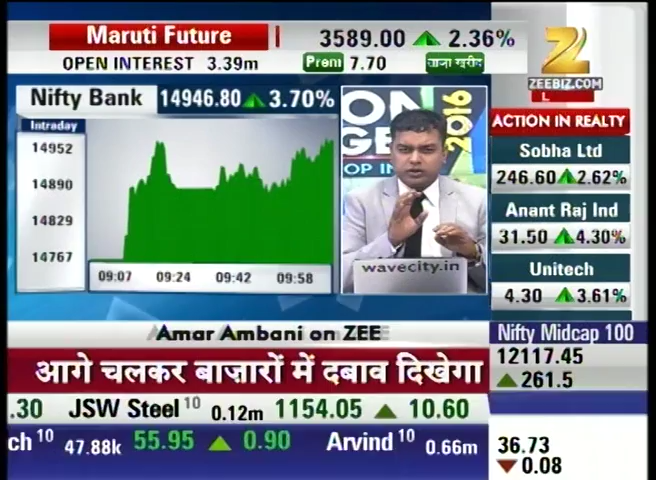 Maruti Future
3589.00 2.36%
OPEN INTEREST 3.39m
Prem 7.70 ताज़ा खरीद
Z
ZEEBIZ.COM
L
Nifty Bank 14946.80 3.70%
Intraday
14952
14890
14829
14767
09:07 09:24 09:42 09:58
2016
wavecity.in
ACTION IN REALTY
Sobha Ltd
246.60 2.62%
Anant Raj Ind
31.50 4.30%
Unitech
4.30 3.61%
Amar Ambani on ZEE
आगे चलकर बाज़ारों में दबाव दिखेगा
Nifty Midcap 100
12117.45
261.5
.30 JSW Steel 10 0.12m 1154.05 10.60
ch 10 47.88k 55.95 0.90 Arvind 10 0.66m
36.73
0.08